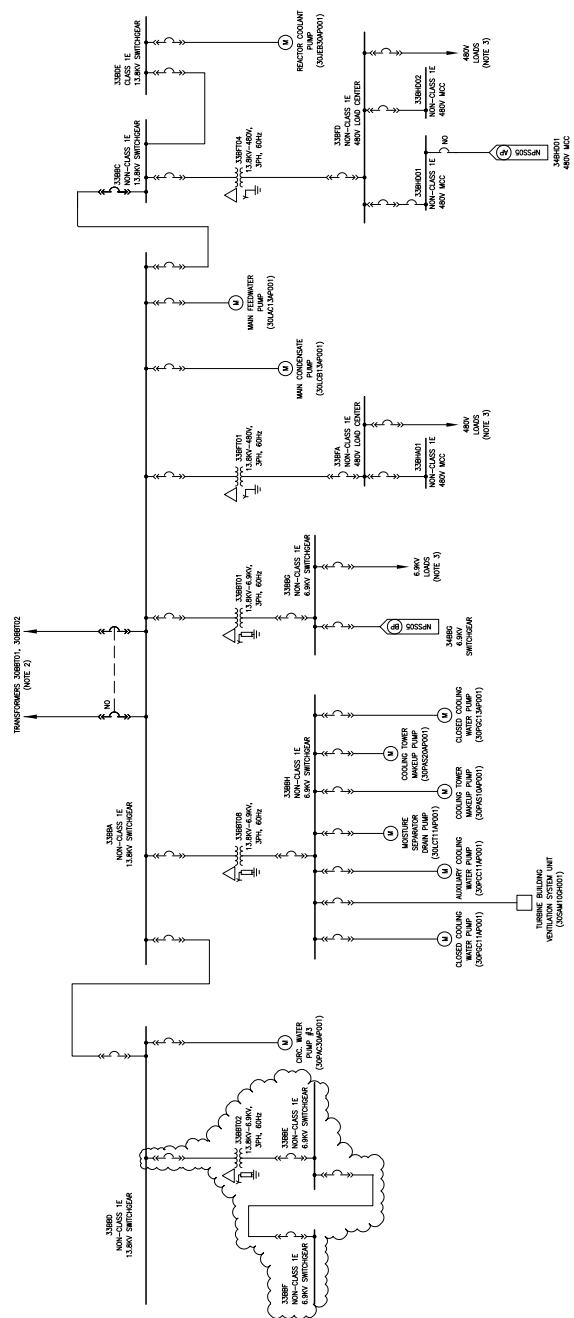 33BDE
CLASS 1E
13.8KV SWITCHGEAR
M
REACTOR COOLANT
PUMP
(30JEB30AP001)
33BBC
NON-CLASS 1E
13.8KV SWITCHGEAR
33BFT04
13.8KV-480V,
3PH, 60Hz
33BFD
NON-CLASS 1E
480V LOAD CENTER
480V
LOADS
(NOTE 3)
33BHD02
NON-CLASS 1E
480V MCC
33BHD01
NON-CLASS 1E
480V MCC
NO
NPSS05
AP
34BHD01
480V MCC
M
MAIN FEEDWATER
PUMP
(30LAC13AP001)
M
MAIN CONDENSATE
PUMP
(30LCB13AP001)
33BFT01
13.8KV-480V,
3PH, 60Hz
33BFA
NON-CLASS 1E
480V LOAD CENTER
480V
LOADS
(NOTE 3)
33BHA01
NON-CLASS 1E
480V MCC
33BBT01
13.8KV-6.9KV,
3PH, 60Hz
33BBG
NON-CLASS 1E
6.9KV SWITCHGEAR
6.9KV
LOADS
(NOTE 3)
NPSS05
BP
34BBG
6.9KV
SWITCHGEAR
TRANSFORMERS 30BBT01, 30BBT02
(NOTE 2)
NO
33BBA
NON-CLASS 1E
13.8KV SWITCHGEAR
33BBT08
13.8KV-6.9KV,
3PH, 60Hz
33BBH
NON-CLASS 1E
6.9KV SWITCHGEAR
M
CLOSED COOLING
WATER PUMP
(30PGC13AP001)
M
COOLING TOWER
MAKEUP PUMP
(30PAS20AP001)
M
COOLING TOWER
MAKEUP PUMP
(30PAS10AP001)
M
MOISTURE
SEPARATOR
DRAIN PUMP
(30LCT11AP001)
M
AUXILIARY COOLING
WATER PUMP
(30PCC11AP001)
TURBINE BUILDING
VENTILATION SYSTEM UNIT
(30SAM10GH001)
M
CLOSED COOLING
WATER PUMP
(30PGC11AP001)
33BBD
NON-CLASS 1E
13.8KV SWITCHGEAR
M
CIRC. WATER
PUMP #3
(30PAC30AP001)
33BBT02
13.8KV-6.9KV,
3PH, 60Hz
33BBE
NON-CLASS 1E
6.9KV SWITCHGEAR
33BBF
NON-CLASS 1E
6.9KV SWITCHGEAR